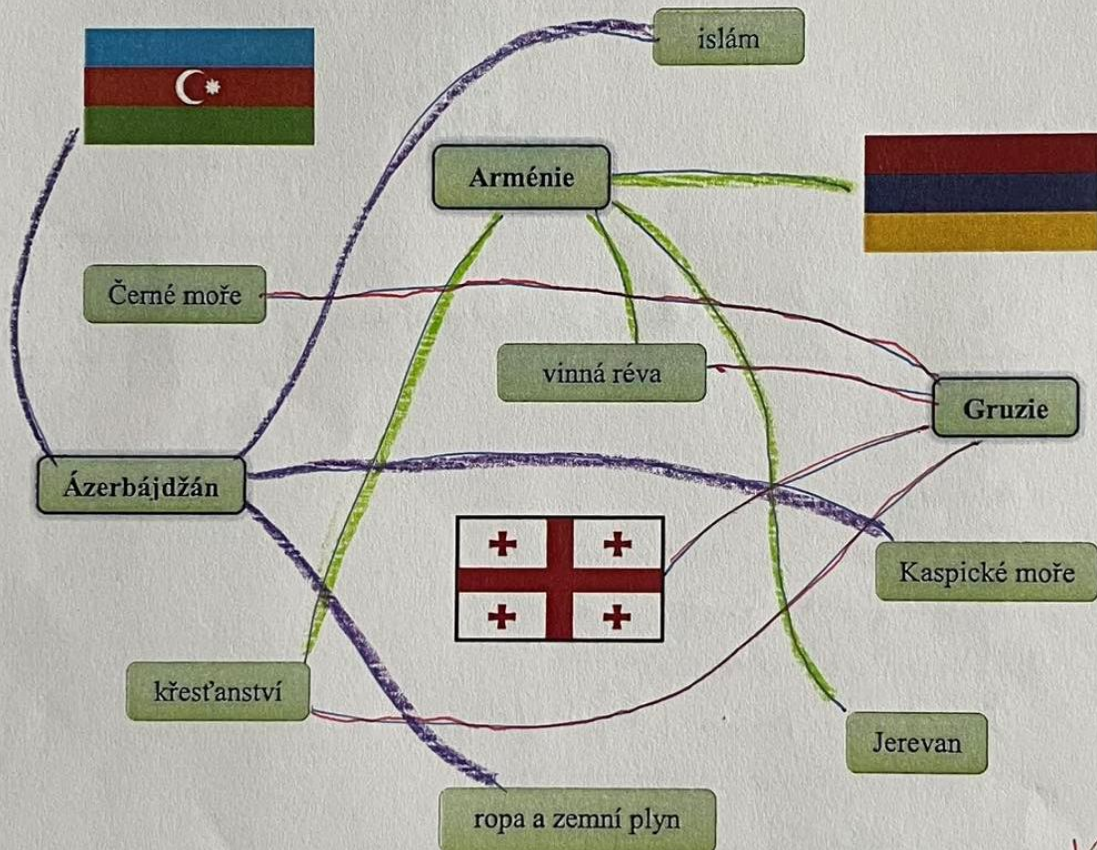 islám
Arménie
Černé moře
vinná réva
Gruzie
Ázerbájdžán
Kaspické moře
křesťanství
Jerevan
ropa a zemní plyn